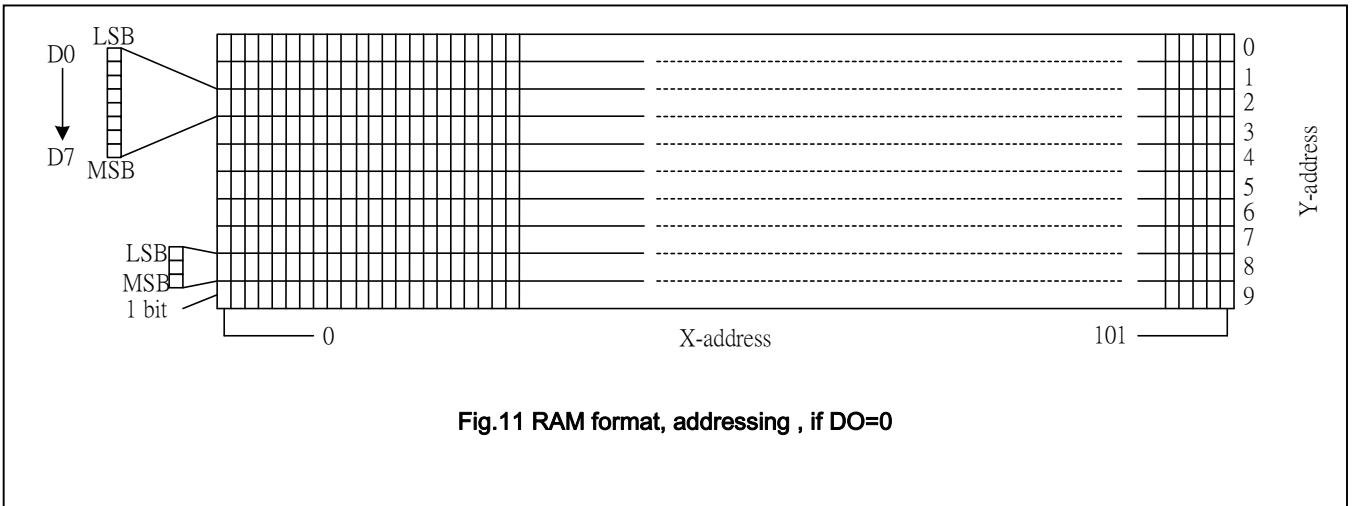 LSB
D0
D7
MSB
LSB
MSB
1 bit
0
1
2
3
4
5
6
7
8
9
Y-address
0
X-address
101
Fig.11 RAM format, addressing , if DO=0